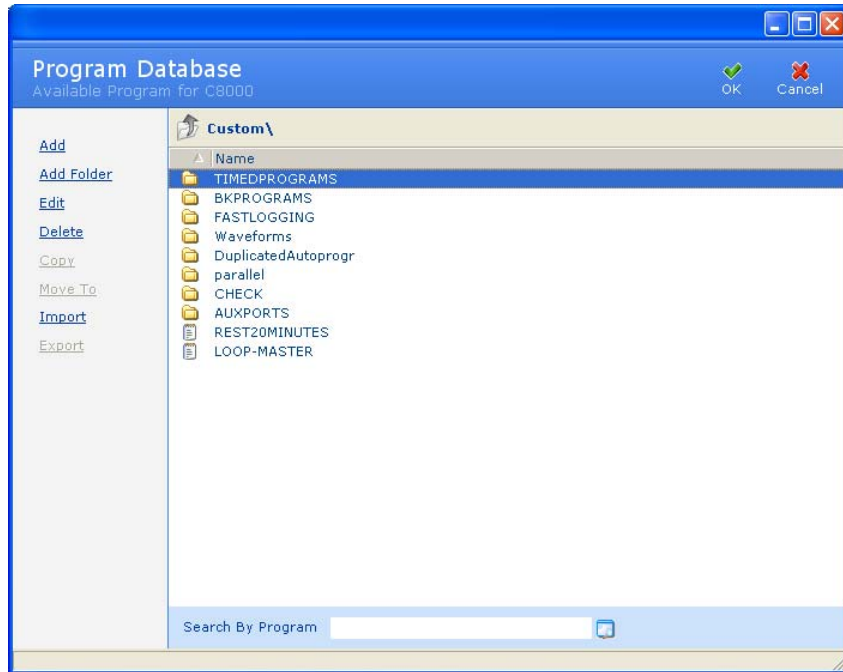 Program Database
Available Program for C8000
OK
Cancel
Add
Add Folder
Edit
Delete
Copy
Move To
Import
Export
Custom\
Name
TIMEDPROGRAMS
BKPROGRAMS
FASTLOGGING
Waveforms
DuplicatedAutoprogr
parallel
CHECK
AUXPORTS
REST20MINUTES
LOOP-MASTER
Search By Program